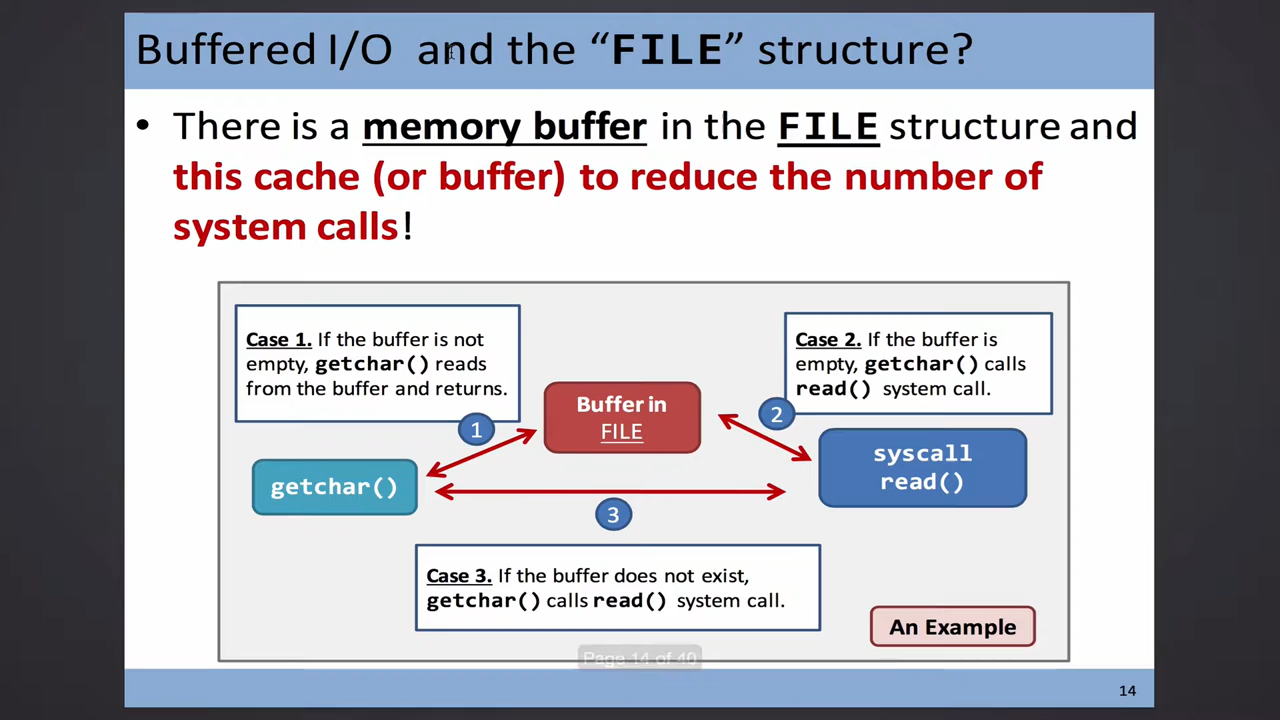 Buffered I/O and the “FILE” structure?
• There is a memory buffer in the FILE structure and
this cache (or buffer) to reduce the number of
system calls!
Case 1. If the buffer is not
empty, getchar() reads
from the buffer and returns.
Case 2. If the buffer is
empty, getchar() calls
read() system call.
1
Buffer in
FILE
2
getchar()
syscall
read()
3
Case 3. If the buffer does not exist,
getchar() calls read() system call.
An Example
Page 14 of 40
14